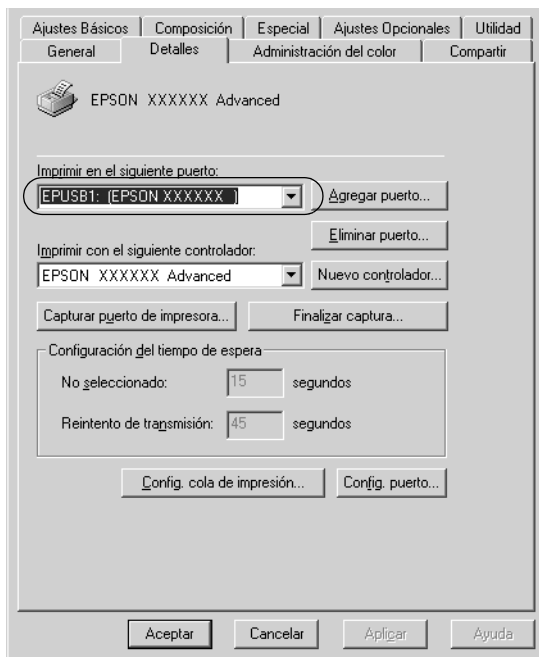 Ajustes Básicos Composición Especial Ajustes Opcionales Utilidad
General Detalles Administración del color Compartir
EPSON XXXXXX Advanced
Imprimir en el siguiente puerto:
EPUSB1: (EPSON XXXXXX ) Agregar puerto...
Eliminar puerto...
Imprimir con el siguiente controlador:
EPSON XXXXXX Advanced Nuevo controlador...
Capturar puerto de impresora... Finalizar captura...
Configuración del tiempo de espera
No seleccionado: 15 segundos
Reintento de transmisión: 45 segundos
Config. cola de impresión... Config. puerto...
Aceptar Cancelar Aplicar Ayuda